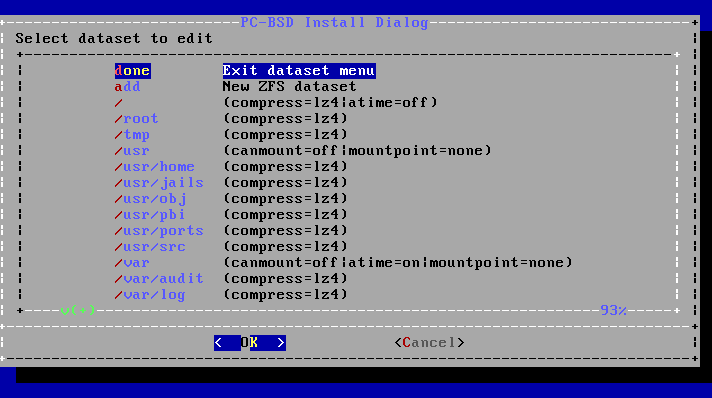 PC-BSD Install Dialog
Select dataset to edit
done Exit dataset menu
add New ZFS dataset
/ (compress=lz4|atime=off)
/root (compress=lz4)
/tmp (compress=lz4)
/usr (canmount=off|mountpoint=none)
/usr/home (compress=lz4)
/usr/jails (compress=lz4)
/usr/obj (compress=lz4)
/usr/pbi (compress=lz4)
/usr/ports (compress=lz4)
/usr/src (compress=lz4)
/var (canmount=off|atime=on|mountpoint=none)
/var/audit (compress=lz4)
/var/log (compress=lz4)
v(+) 93%
< OK > <Cancel>